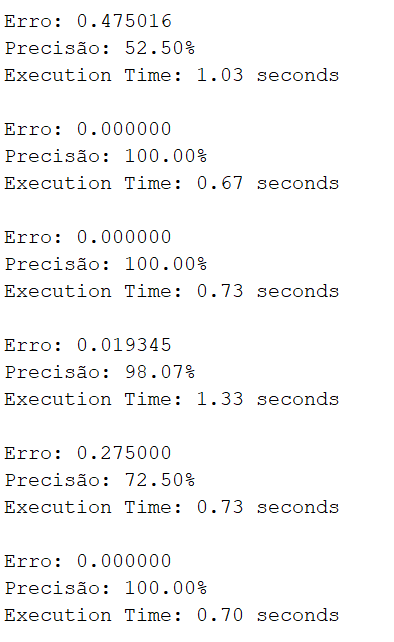 Erro: 0.475016
Precisão: 52.50%
Execution Time: 1.03 seconds
Erro: 0.000000
Precisão: 100.00%
Execution Time: 0.67 seconds
Erro: 0.000000
Precisão: 100.00%
Execution Time: 0.73 seconds
Erro: 0.019345
Precisão: 98.07%
Execution Time: 1.33 seconds
Erro: 0.275000
Precisão: 72.50%
Execution Time: 0.73 seconds
Erro: 0.000000
Precisão: 100.00%
Execution Time: 0.70 seconds